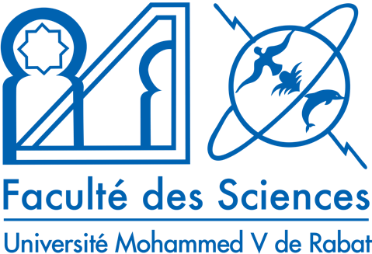 Faculté des Sciences
Université Mohammed V de Rabat